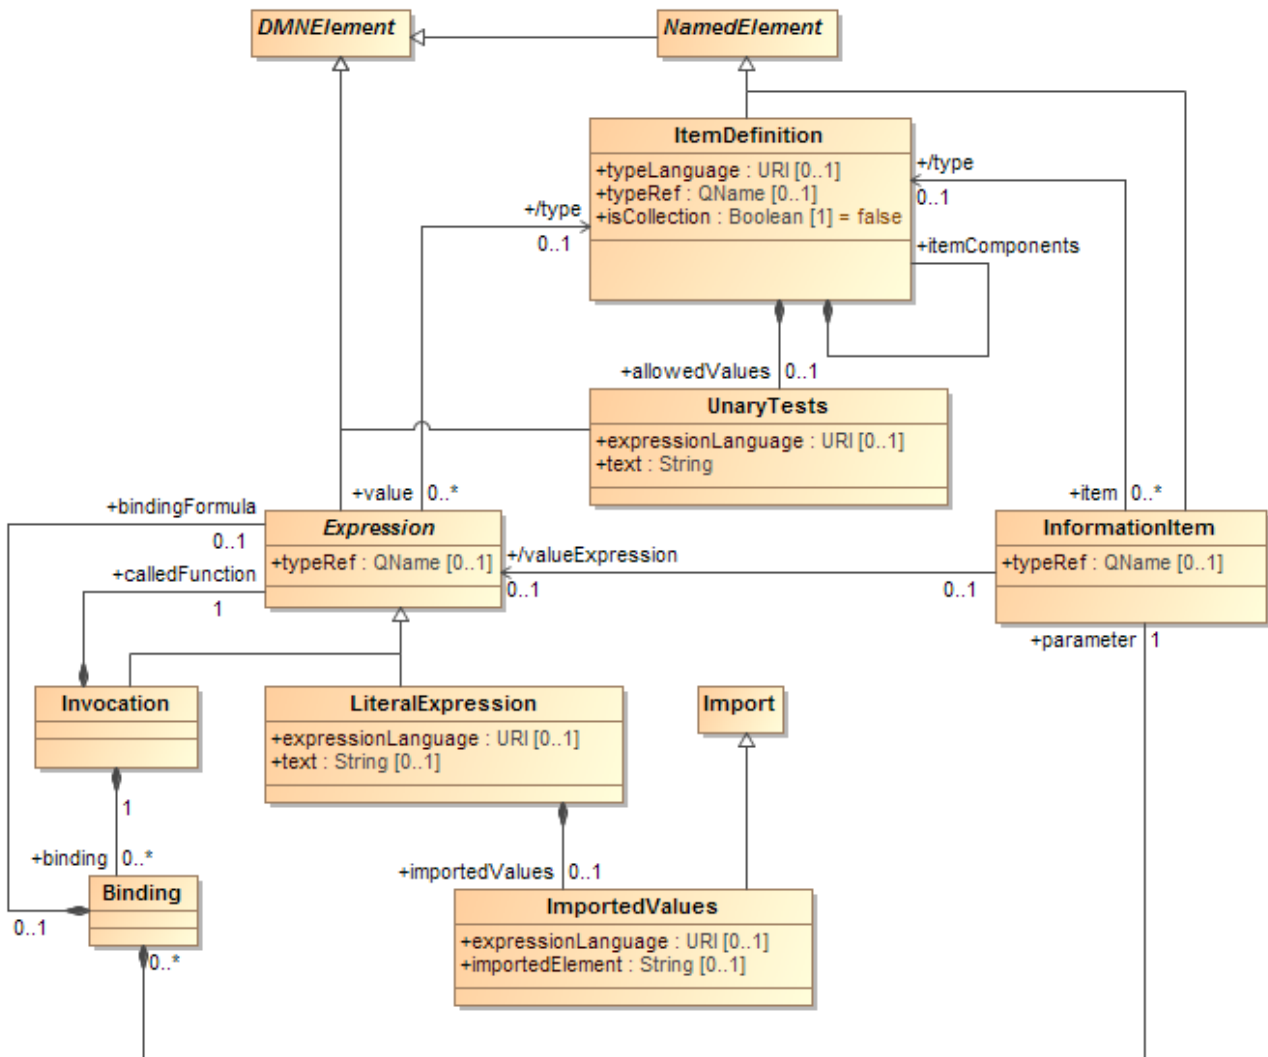 DMNElement
NamedElement
ItemDefinition
+typeLanguage : URI [0..1]
+typeRef : QName [0..1]
+isCollection : Boolean [1] = false
+/type
0..1
+/type
0..1
+itemComponents
+allowedValues 0..1
UnaryTests
+expressionLanguage : URI [0..1]
+text : String
+value 0..*
+item 0..*
+bindingFormula
0..1
Expression
+typeRef : QName [0..1]
+calledFunction
1
+/valueExpression
0..1
0..1
InformationItem
+typeRef : QName [0..1]
+parameter 1
Invocation
LiteralExpression
+expressionLanguage : URI [0..1]
+text : String [0..1]
Import
1
+binding 0..*
+importedValues 0..1
Binding
0..1
0..*
ImportedValues
+expressionLanguage : URI [0..1]
+importedElement : String [0..1]